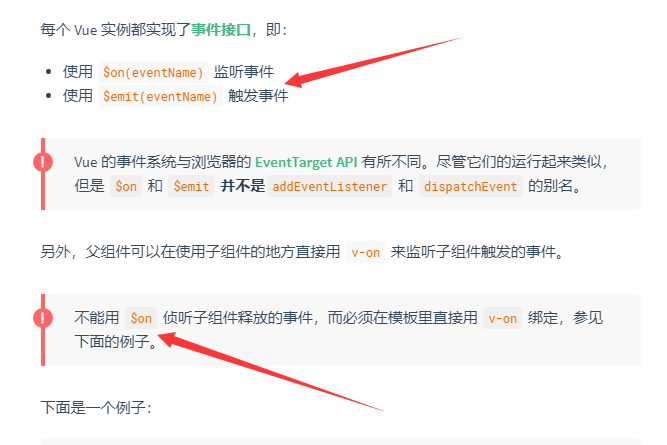 每个 Vue 实例都实现了事件接口，即：
使用 $on(eventName) 监听事件
使用 $emit(eventName) 触发事件
!
Vue 的事件系统与浏览器的 EventTarget API 有所不同。尽管它们的运行起来类似，
但是 $on 和 $emit 并不是 addEventListener 和 dispatchEvent 的别名。
另外，父组件可以在使用子组件的地方直接用 v-on 来监听子组件触发的事件。
!
不能用 $on 侦听子组件释放的事件，而必须在模板里直接用 v-on 绑定，参见
下面的例子。
下面是一个例子：